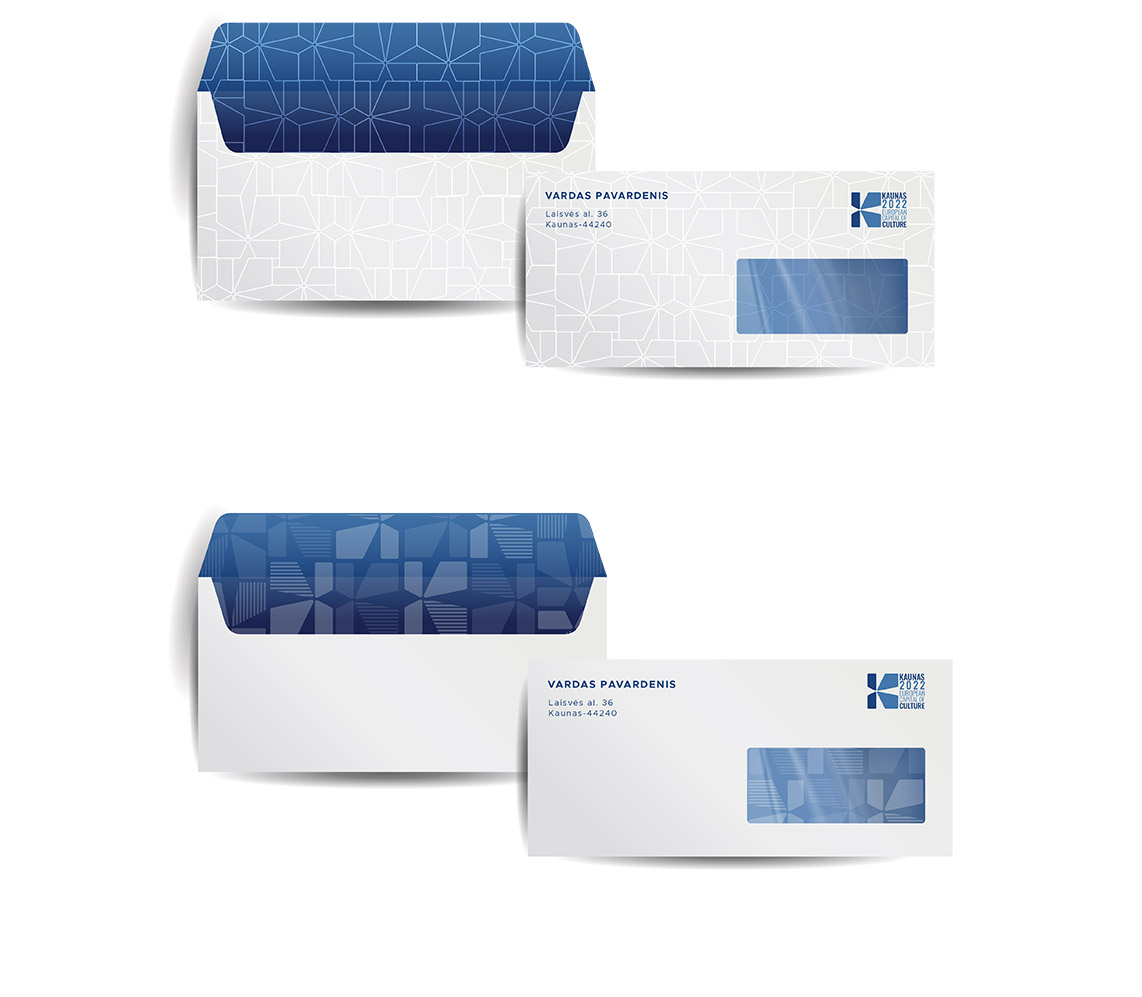 VARDAS PAVARDENIS
Laisvės al. 36
Kaunas-44240
KAUNAS
2022
EUROPEAN
CAPITAL OF
CULTURE
VARDAS PAVARDENIS
Laisvės al. 36
Kaunas-44240
KAUNAS
2022
EUROPEAN
CAPITAL OF
CULTURE